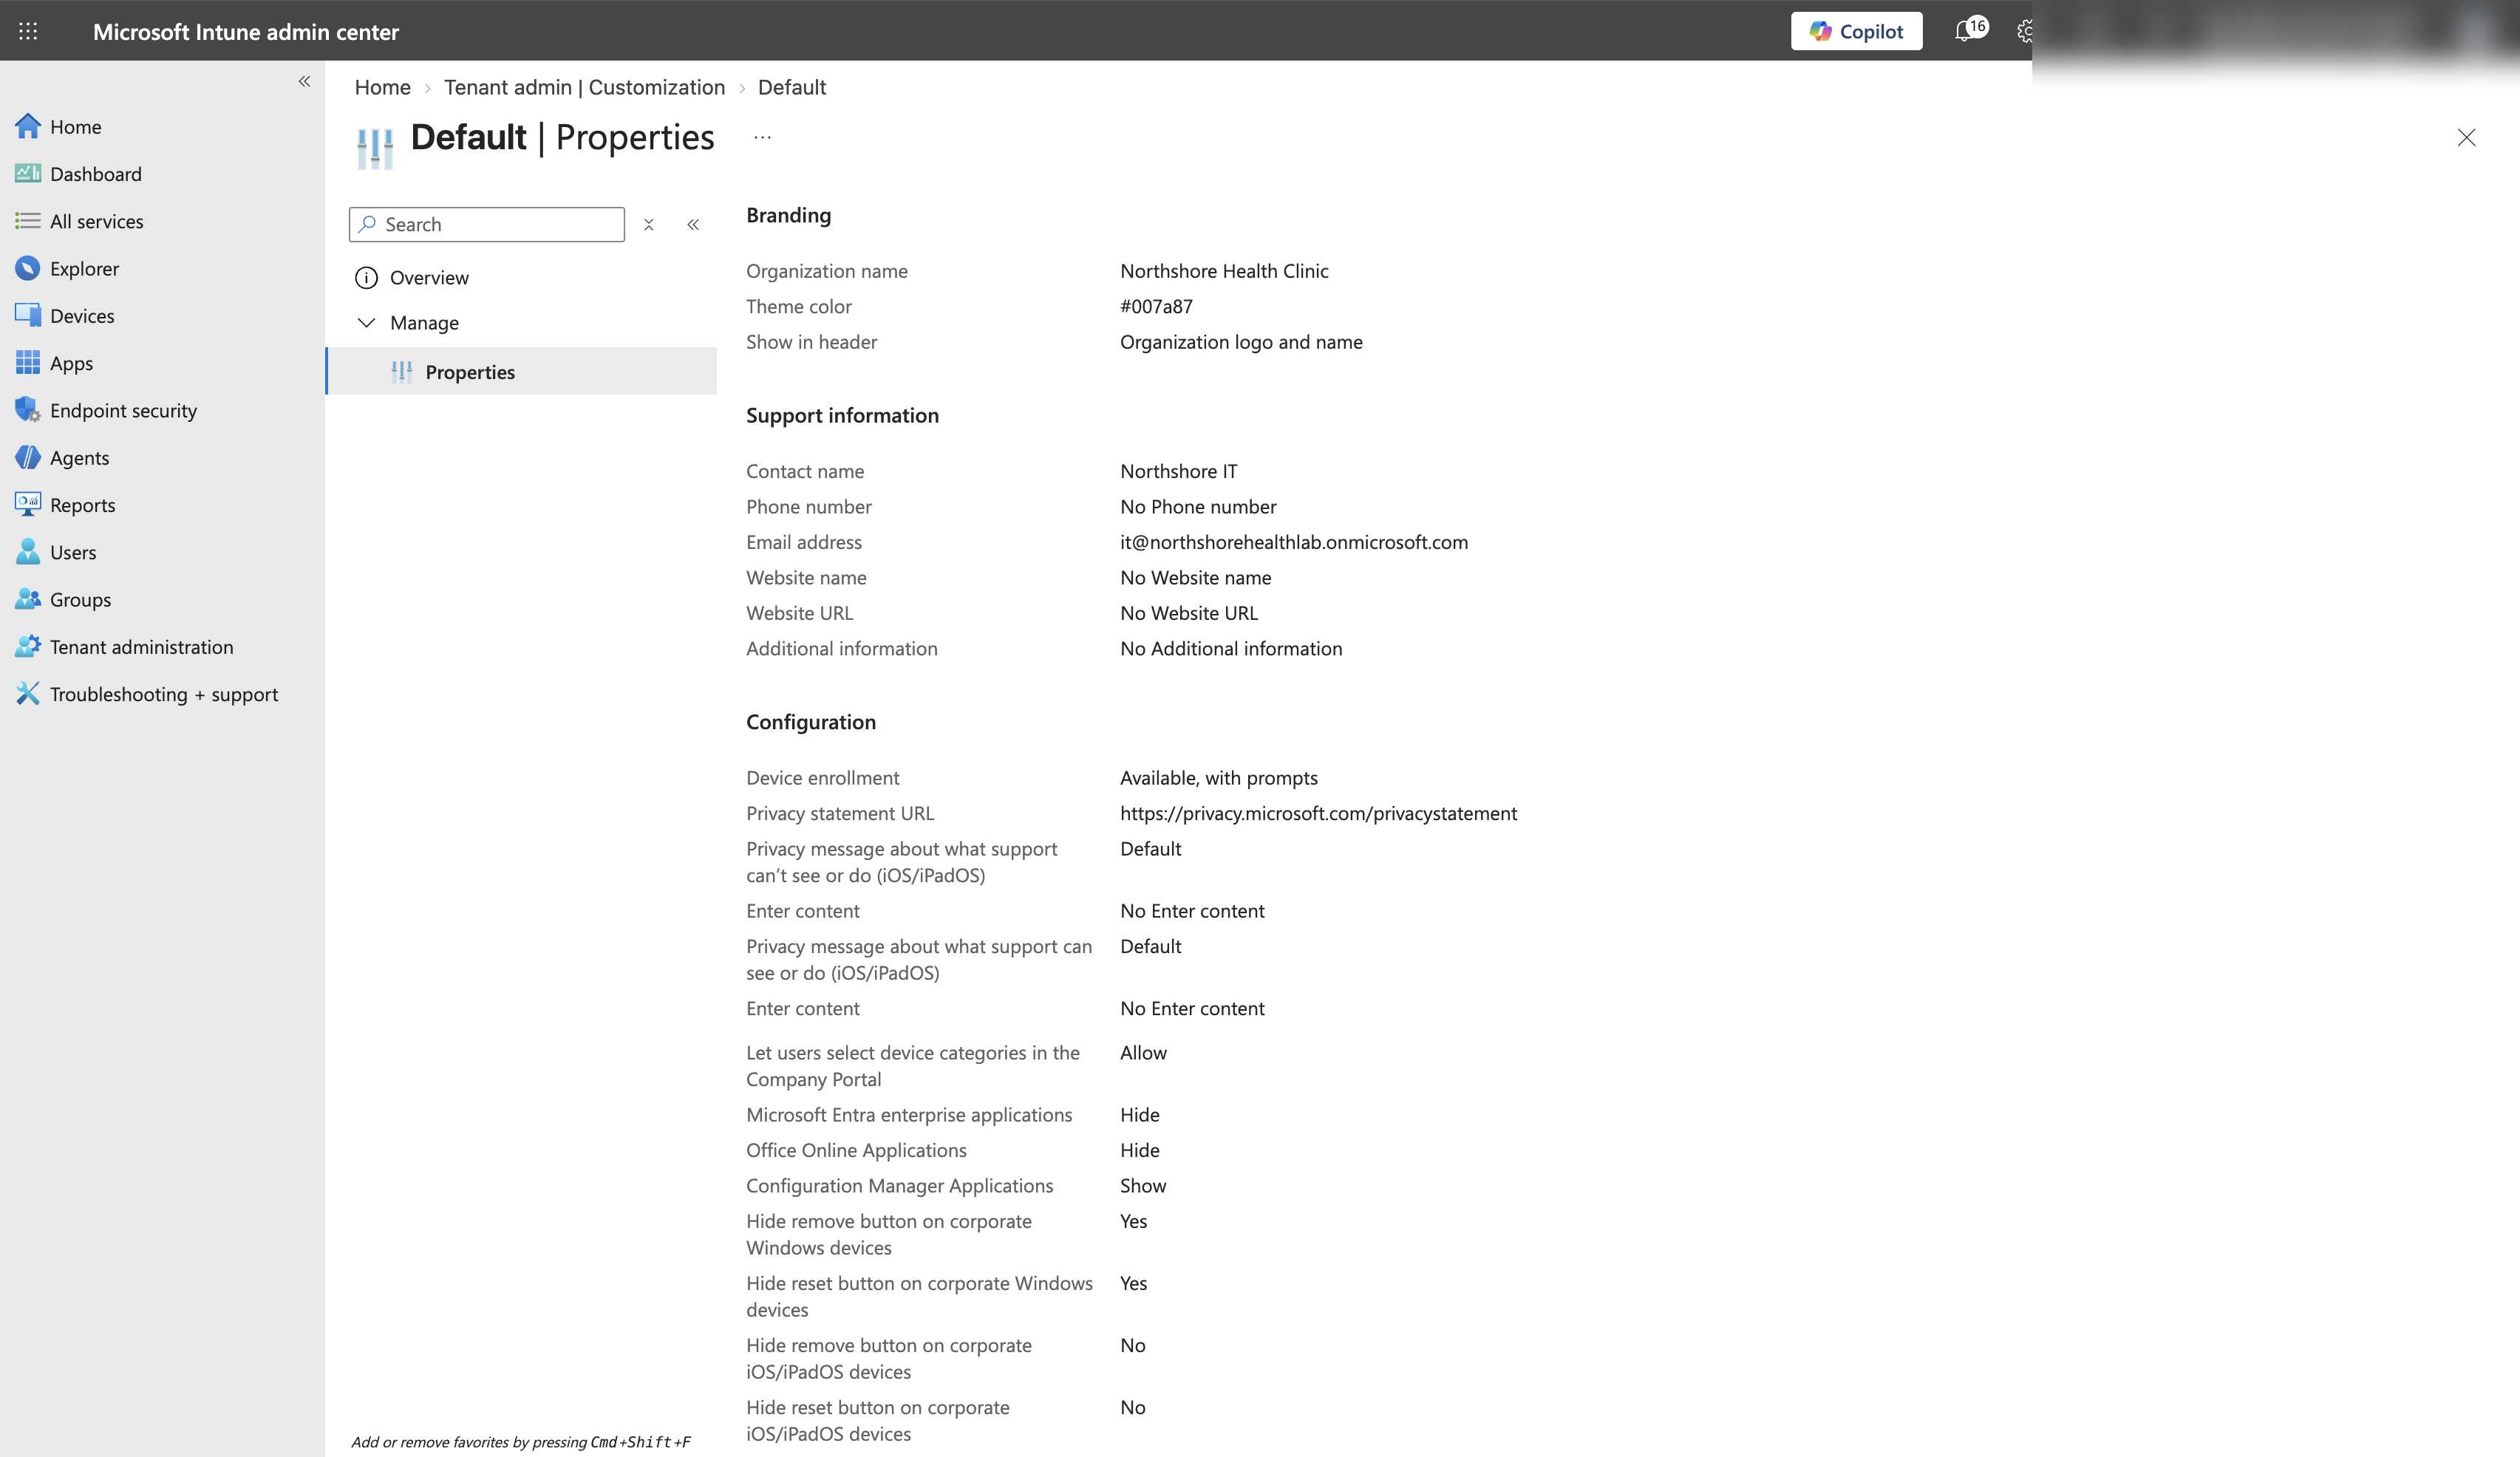 Microsoft Intune admin center
Copilot
16
Home
Dashboard
All services
Explorer
Devices
Apps
Endpoint security
Agents
Reports
Users
Groups
Tenant administration
Troubleshooting + support
Home > Tenant admin | Customization > Default
Default | Properties ...
Search
Overview
Manage
Properties
Add or remove favorites by pressing Cmd+Shift+F
Branding
Organization name Northshore Health Clinic
Theme color #007a87
Show in header Organization logo and name
Support information
Contact name Northshore IT
Phone number No Phone number
Email address it@northshorehealthlab.onmicrosoft.com
Website name No Website name
Website URL No Website URL
Additional information No Additional information
Configuration
Device enrollment Available, with prompts
Privacy statement URL https://privacy.microsoft.com/privacystatement
Privacy message about what support Default
can't see or do (iOS/iPadOS)
Enter content No Enter content
Privacy message about what support can Default
see or do (iOS/iPadOS)
Enter content No Enter content
Let users select device categories in the Allow
Company Portal
Microsoft Entra enterprise applications Hide
Office Online Applications Hide
Configuration Manager Applications Show
Hide remove button on corporate Yes
Windows devices
Hide reset button on corporate Windows Yes
devices
Hide remove button on corporate No
iOS/iPadOS devices
Hide reset button on corporate No
iOS/iPadOS devices